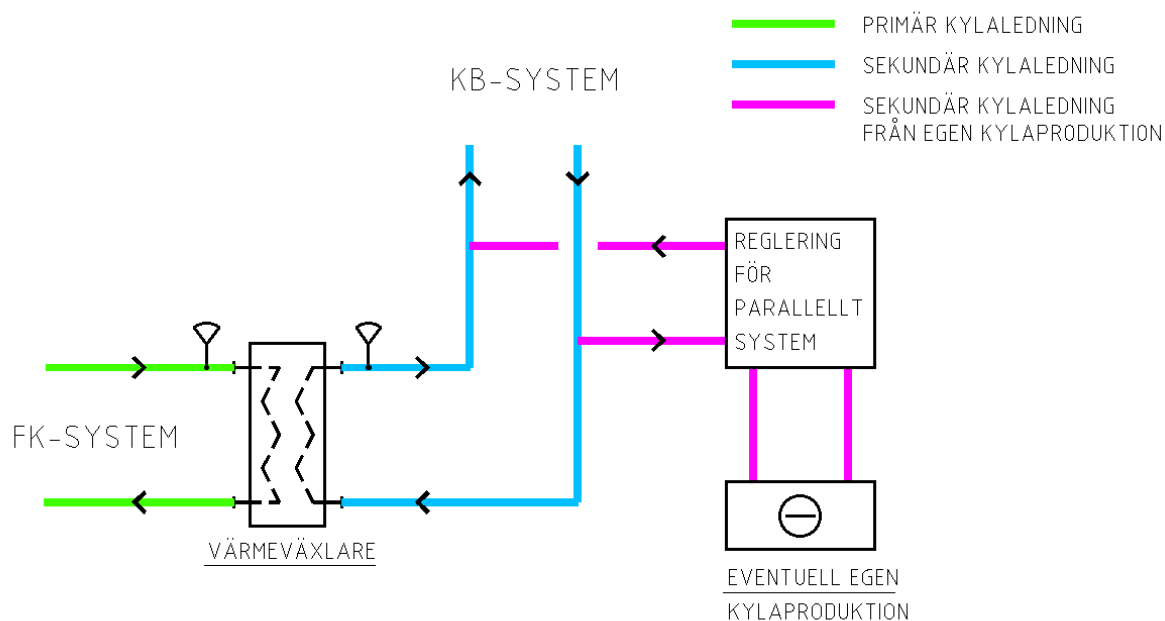 PRIMÄR KYLALEDNING
SEKUNDÄR KYLALEDNING
SEKUNDÄR KYLALEDNING
FRÅN EGEN KYLAPRODUKTION
KB-SYSTEM
REGLERING
FÖR
PARALLELLT
SYSTEM
FK-SYSTEM
VÄRMEVÄXLARE
EVENTUELL EGEN
KYLAPRODUKTION